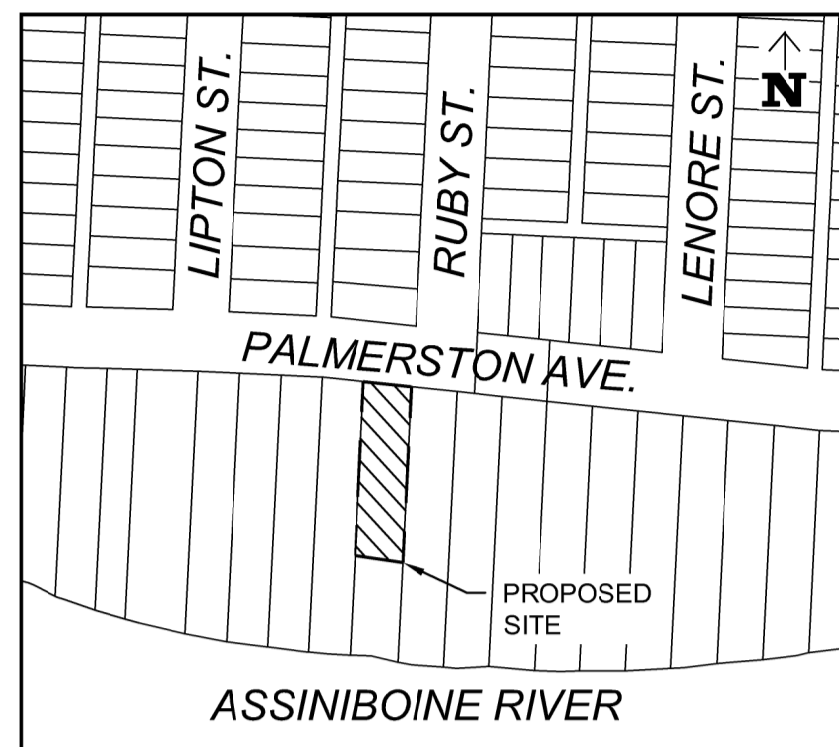 N
LIPTON ST.
RUBY ST.
LENORE ST.
PALMERSTON AVE.
PROPOSED
SITE
ASSINIBOINE RIVER